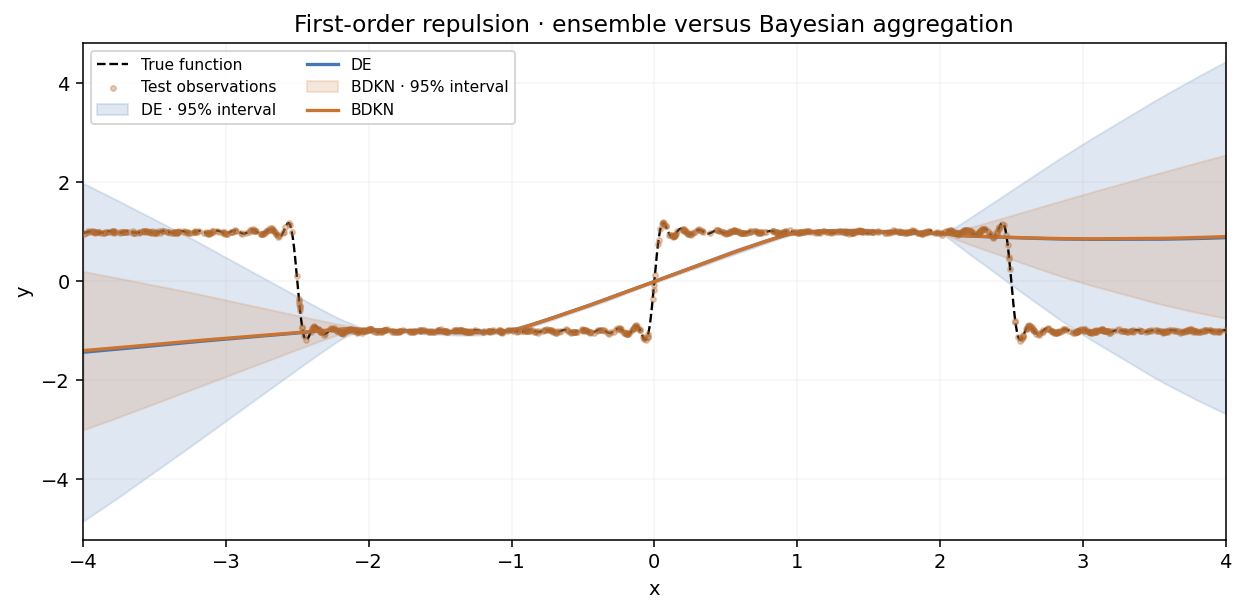 First-order repulsion · ensemble versus Bayesian aggregation
True function
Test observations
DE · 95% interval
DE
BDKN · 95% interval
BDKN
y
4
2
0
−2
−4
−4
−3
−2
−1
0
1
2
3
4
x